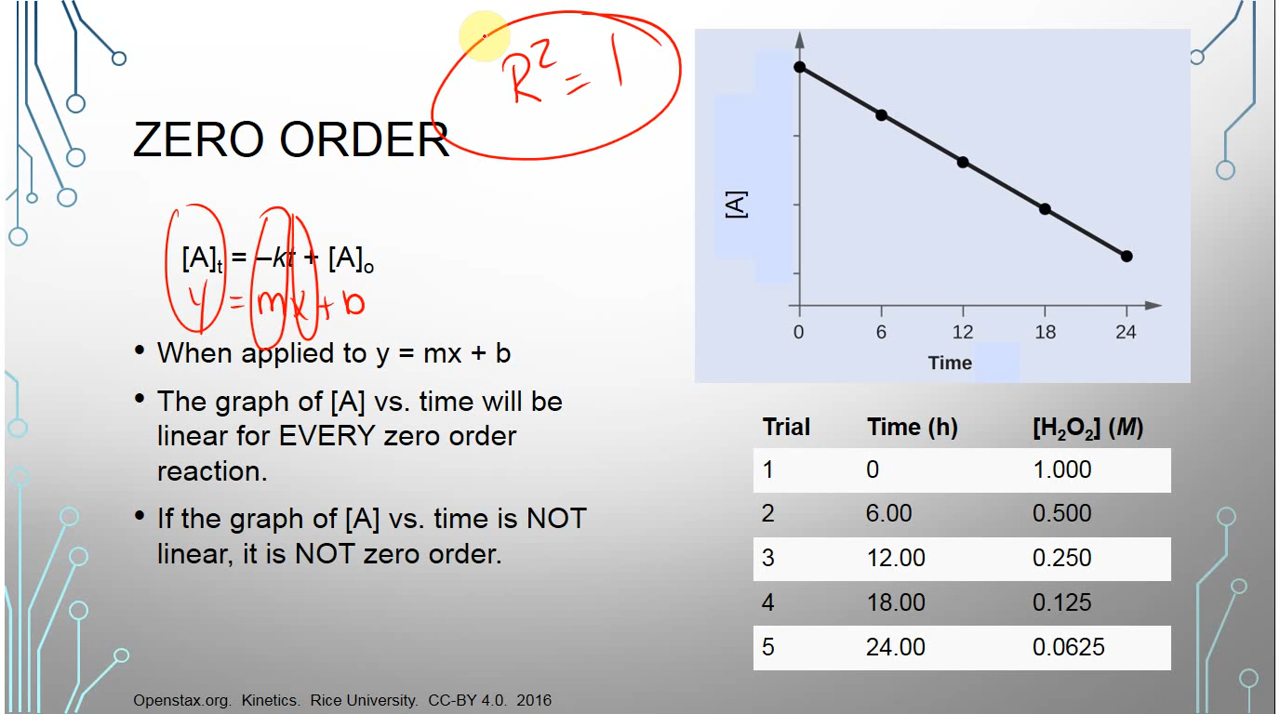 R² = 1
ZERO ORDER
[A]t = –kt + [A]o
y = mx + b
• When applied to y = mx + b
• The graph of [A] vs. time will be
linear for EVERY zero order
reaction.
• If the graph of [A] vs. time is NOT
linear, it is NOT zero order.
Openstax.org. Kinetics. Rice University. CC-BY 4.0. 2016
[A]
0 6 12 18 24
Time
Trial Time (h) [H₂O₂] (M)
1 0 1.000
2 6.00 0.500
3 12.00 0.250
4 18.00 0.125
5 24.00 0.0625